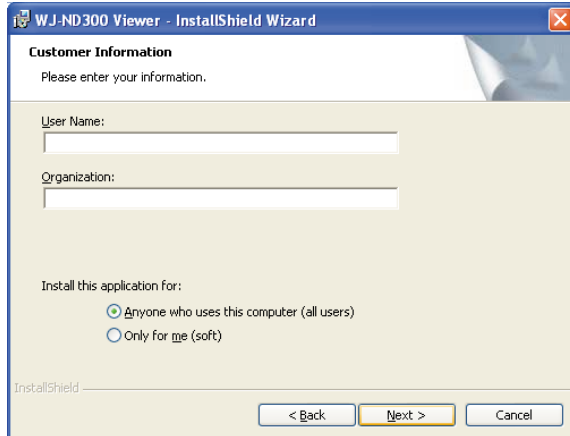 WJ-ND300 Viewer - InstallShield Wizard
Customer Information
Please enter your information.
User Name:
Organization:
Install this application for:
Anyone who uses this computer (all users)
Only for me (soft)
InstallShield
< Back Next > Cancel